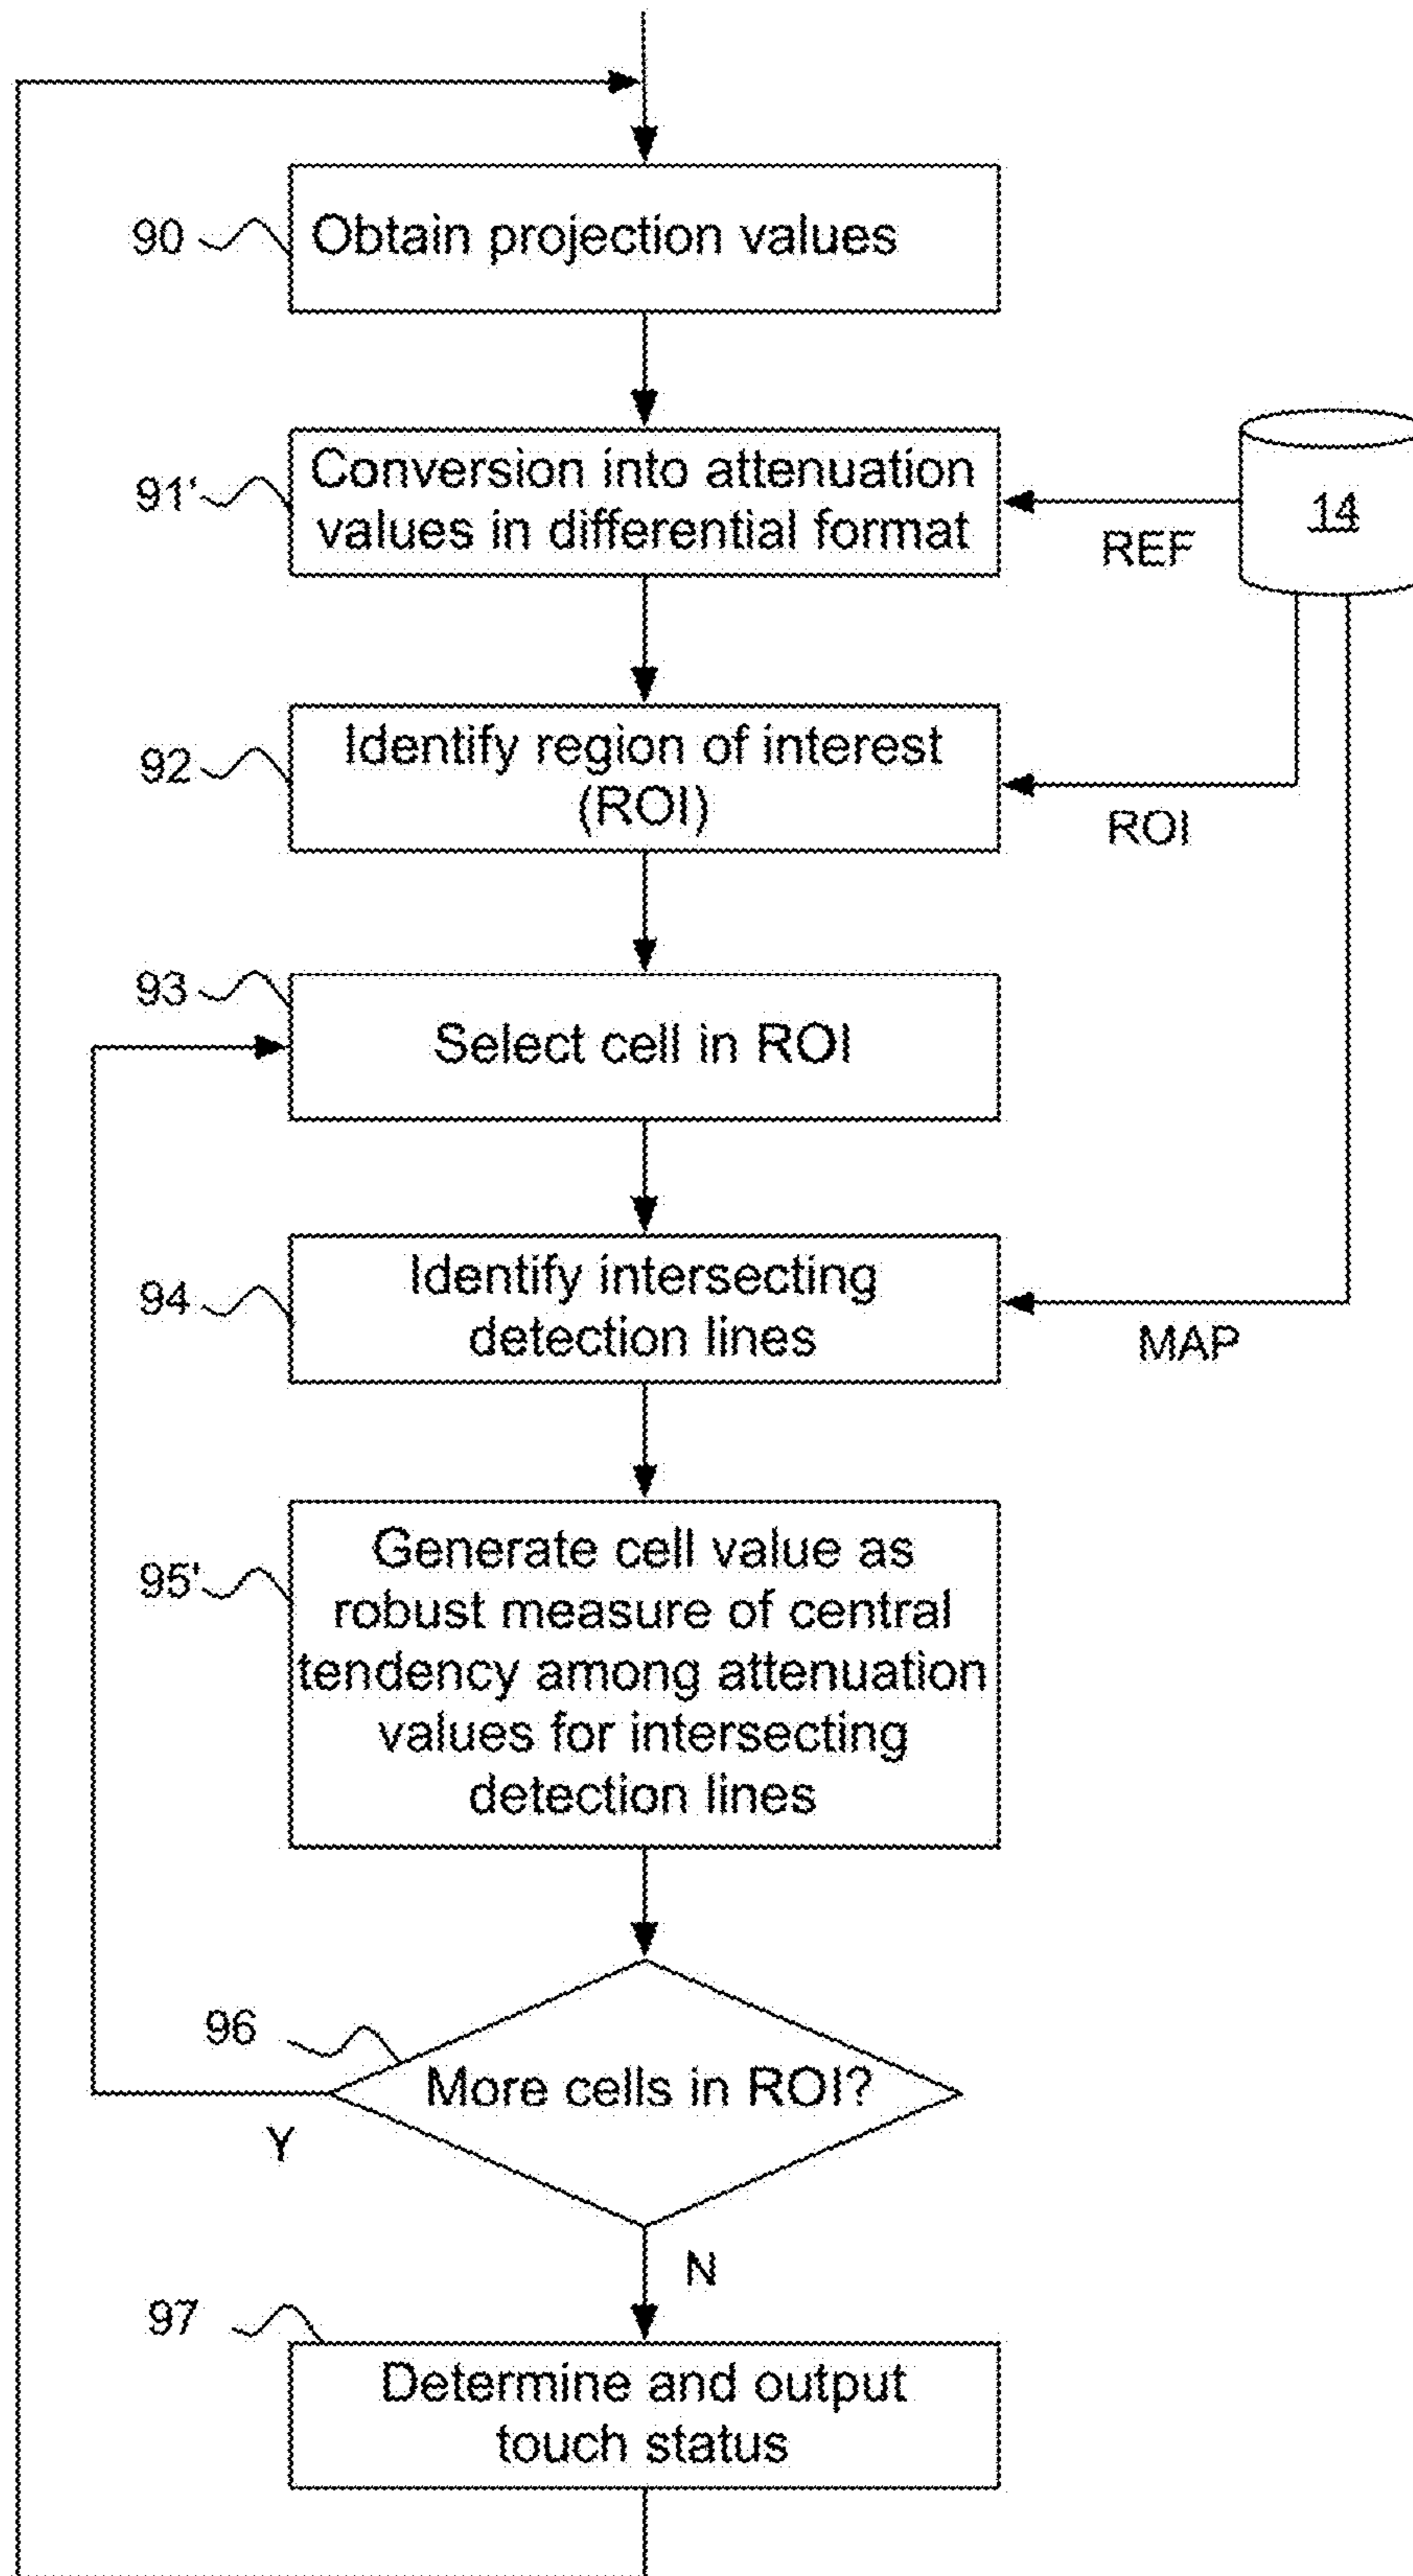 90
Obtain projection values
91'
Conversion into attenuation
values in differential format
14
REF
92
Identify region of interest
(ROI)
ROI
93
Select cell in ROI
94
Identify intersecting
detection lines
MAP
95'
Generate cell value as
robust measure of central
tendency among attenuation
values for intersecting
detection lines
96
More cells in ROI?
Y
N
97
Determine and output
touch status